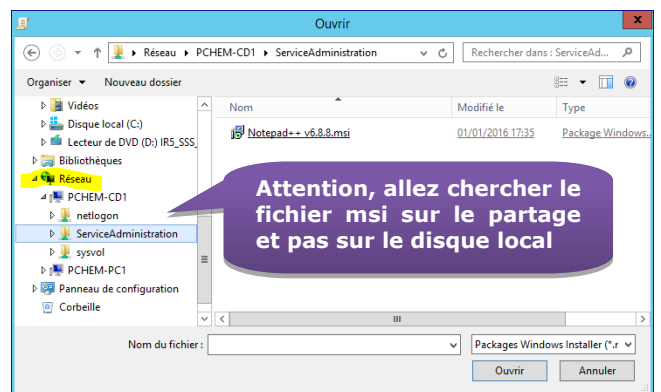 Ouvrir
x
Réseau PCHEM-CD1 ServiceAdministration
Rechercher dans : ServiceAd...
Organiser Nouveau dossier
Nom Modifié le Type
Vidéos
Disque local (C:)
Lecteur de DVD (D:) IR5_SSS_
Bibliothèques
Réseau
PCHEM-CD1
netlogon
ServiceAdministration
sysvol
PCHEM-PC1
Panneau de configuration
Corbeille
Notepad++ v6.8.8.msi 01/01/2016 17:35 Package Windows...
Attention, allez chercher le
fichier msi sur le partage
et pas sur le disque local
Nom du fichier :
Packages Windows Installer (*.r
Ouvrir Annuler